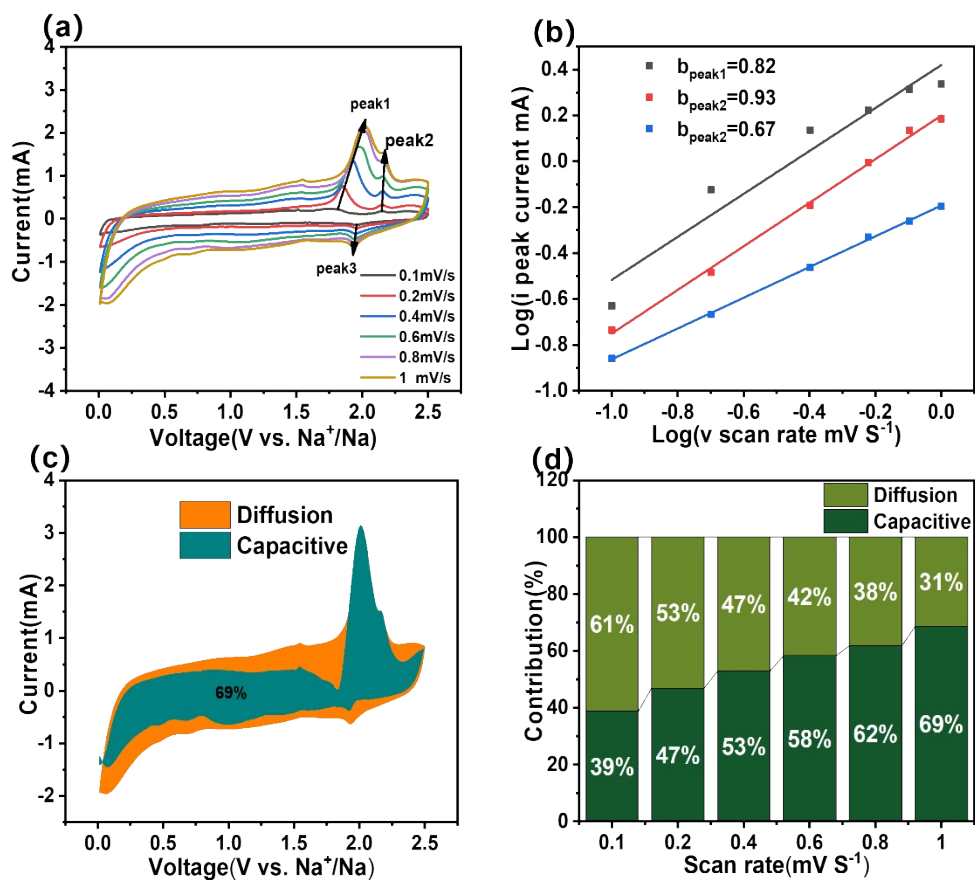 (a)
Current(mA)
4
3
2
1
0
-1
-2
-3
-4
peak1
peak2
peak3
0.1mV/s
0.2mV/s
0.4mV/s
0.6mV/s
0.8mV/s
1 mV/s
0.0 0.5 1.0 1.5 2.0 2.5
Voltage(V vs. Na⁺/Na)
(b)
Log(i peak current mA)
0.4
0.2
0.0
-0.2
-0.4
-0.6
-0.8
-1.0
bpeak1=0.82
bpeak2=0.93
bpeak2=0.67
-1.0 -0.8 -0.6 -0.4 -0.2 0.0
Log(v scan rate mV S⁻¹)
(c)
Current(mA)
4
3
2
1
0
-1
-2
Diffusion
Capacitive
69%
0.0 0.5 1.0 1.5 2.0 2.5
Voltage(V vs. Na⁺/Na)
(d)
Contribution(%)
120
100
80
60
40
20
0
Diffusion
Capacitive
61% 53% 47% 42% 38% 31%
39% 47% 53% 58% 62% 69%
0.1 0.2 0.4 0.6 0.8 1
Scan rate(mV S⁻¹)